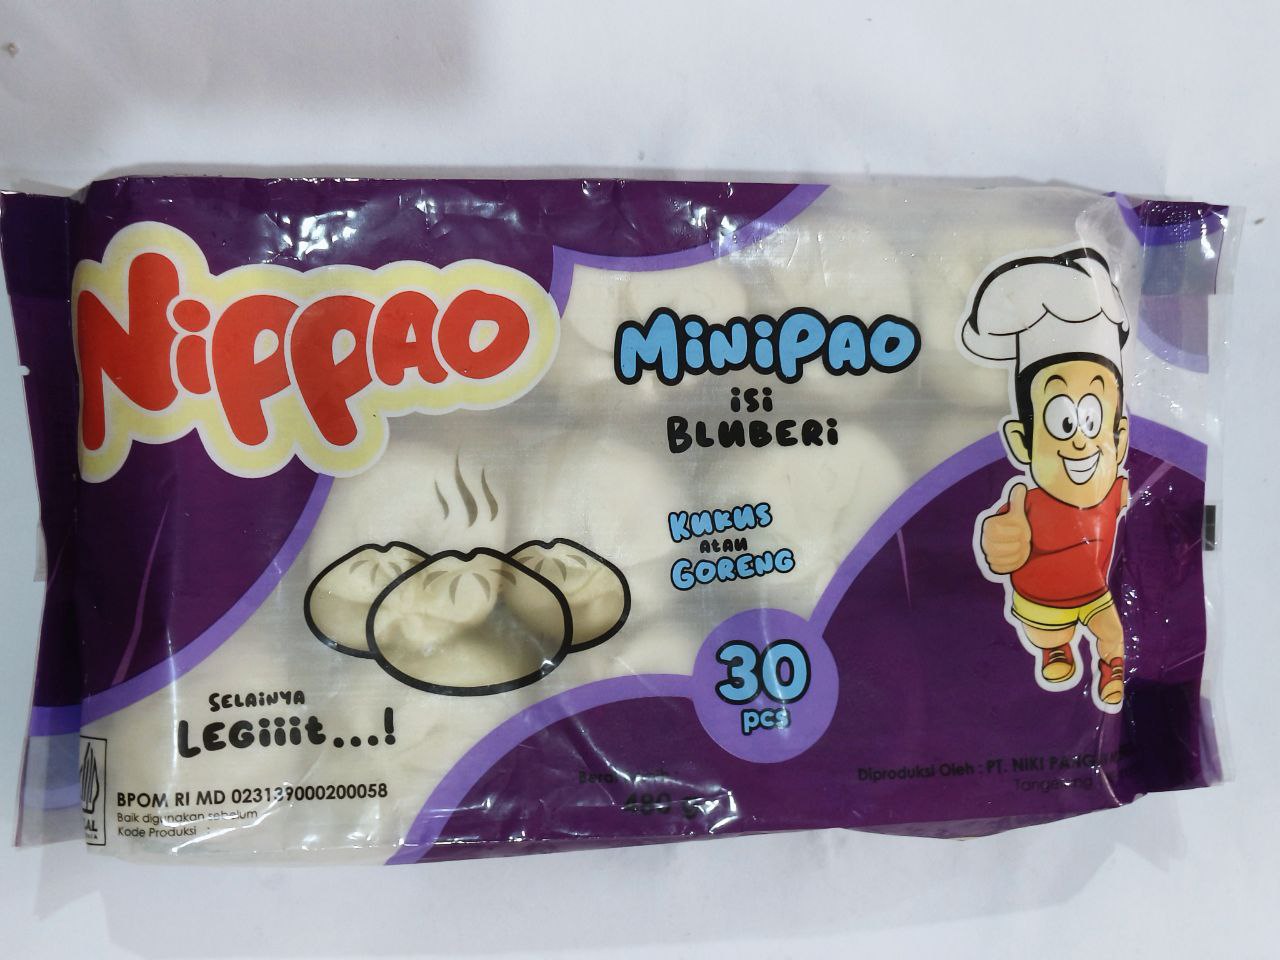 NiPPAO
MiNiPAO
isi
BLUBERi
KUKUS
ATAU
GORENG
30
pcs
SELAiNYA
LEGiiit...!
BPOM RI MD 023139000200058
Baik digunakan sebelum
Kode Produksi :
480 g
Diproduksi Oleh : PT. NIKI